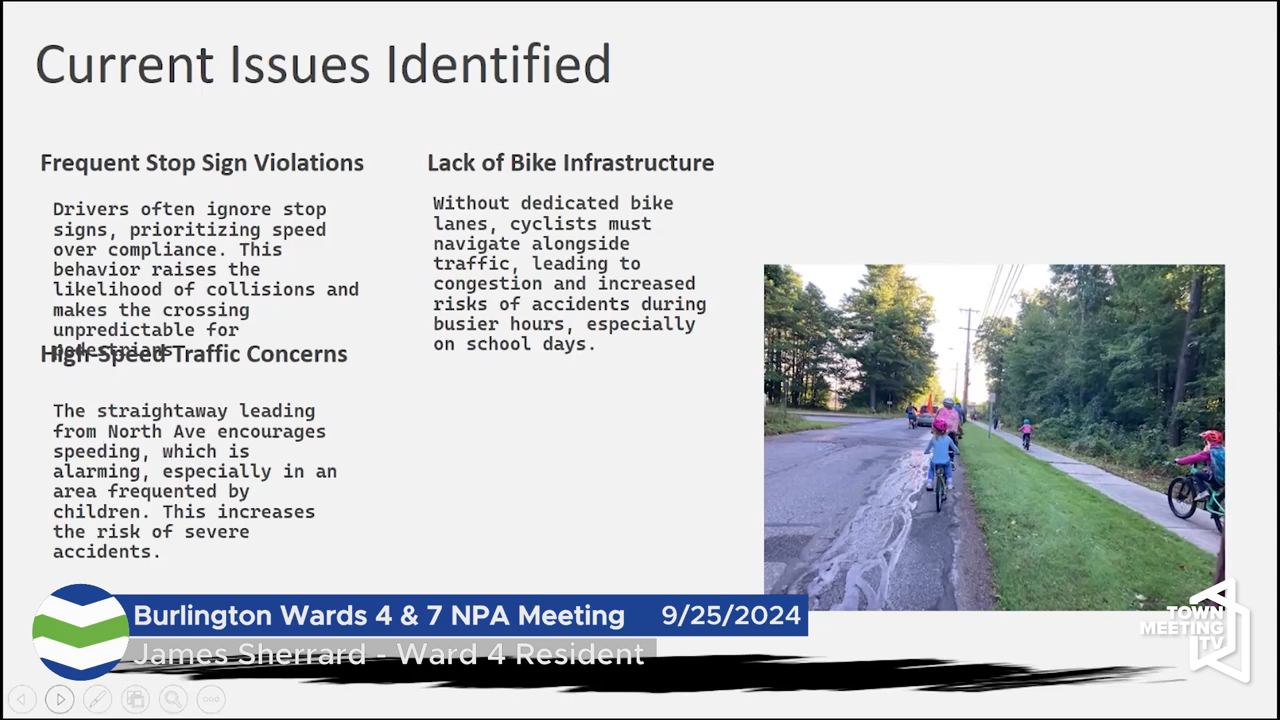 Current Issues Identified
Frequent Stop Sign Violations
Drivers often ignore stop
signs, prioritizing speed
over compliance. This
behavior raises the
likelihood of collisions and
makes the crossing
unpredictable for
pedestrians.
High-Speed Traffic Concerns
The straightaway leading
from North Ave encourages
speeding, which is
alarming, especially in an
area frequented by
children. This increases
the risk of severe
accidents.
Lack of Bike Infrastructure
Without dedicated bike
lanes, cyclists must
navigate alongside
traffic, leading to
congestion and increased
risks of accidents during
busier hours, especially
on school days.
Burlington Wards 4 & 7 NPA Meeting 9/25/2024
James Sherrard - Ward 4 Resident
TOWN
MEETING
TV